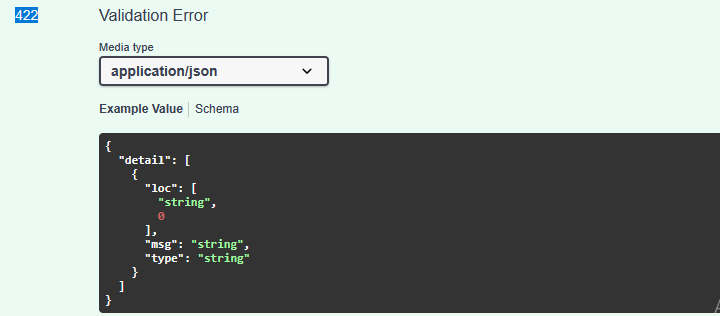 422 Validation Error
Media type
application/json
Example Value Schema
{
  "detail": [
    {
      "loc": [
        "string",
        0
      ],
      "msg": "string",
      "type": "string"
    }
  ]
}